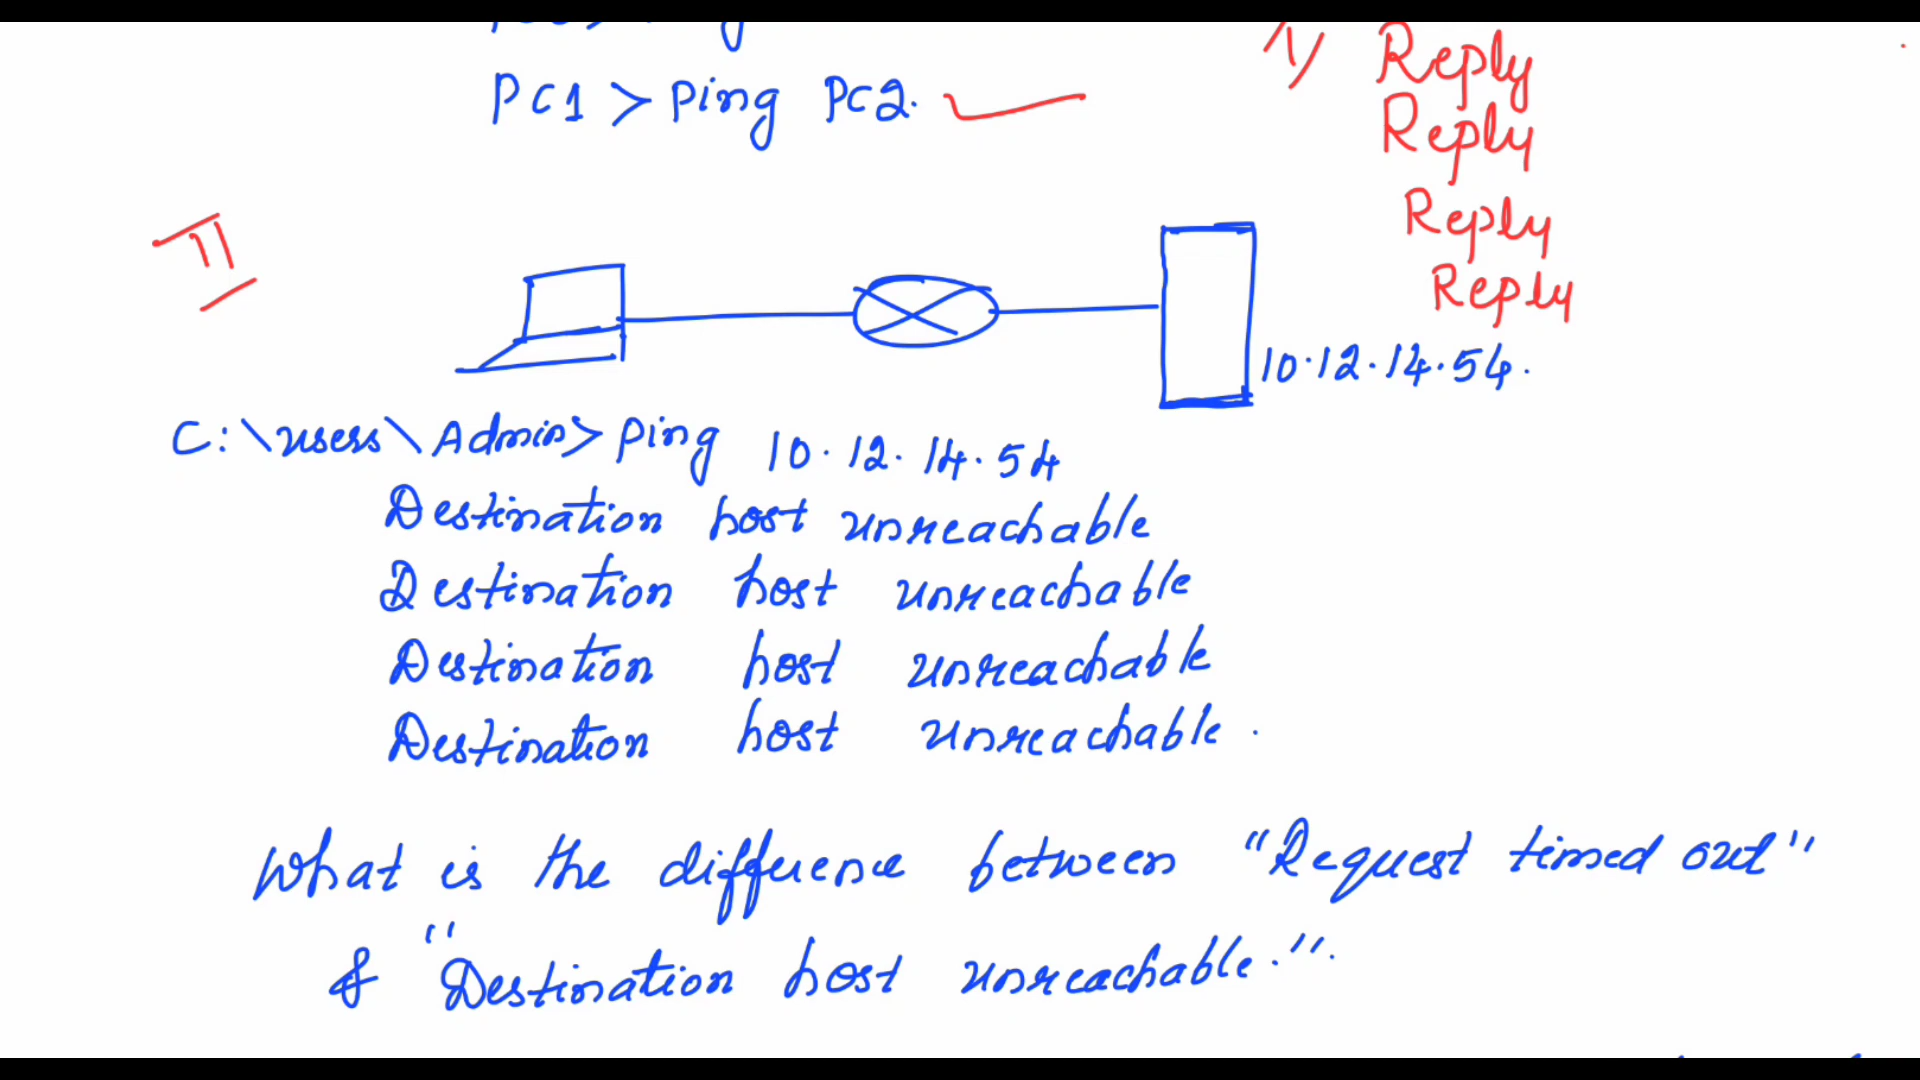 PC1 > Ping PC2.
1) Reply
Reply
Reply
Reply
II
10.12.14.54.
C:\users\Admin> Ping 10.12.14.54
Destination host unreachable
Destination host unreachable
Destination host unreachable
Destination host unreachable.
What is the difference between "Request timed out"
& "Destination host unreachable.".